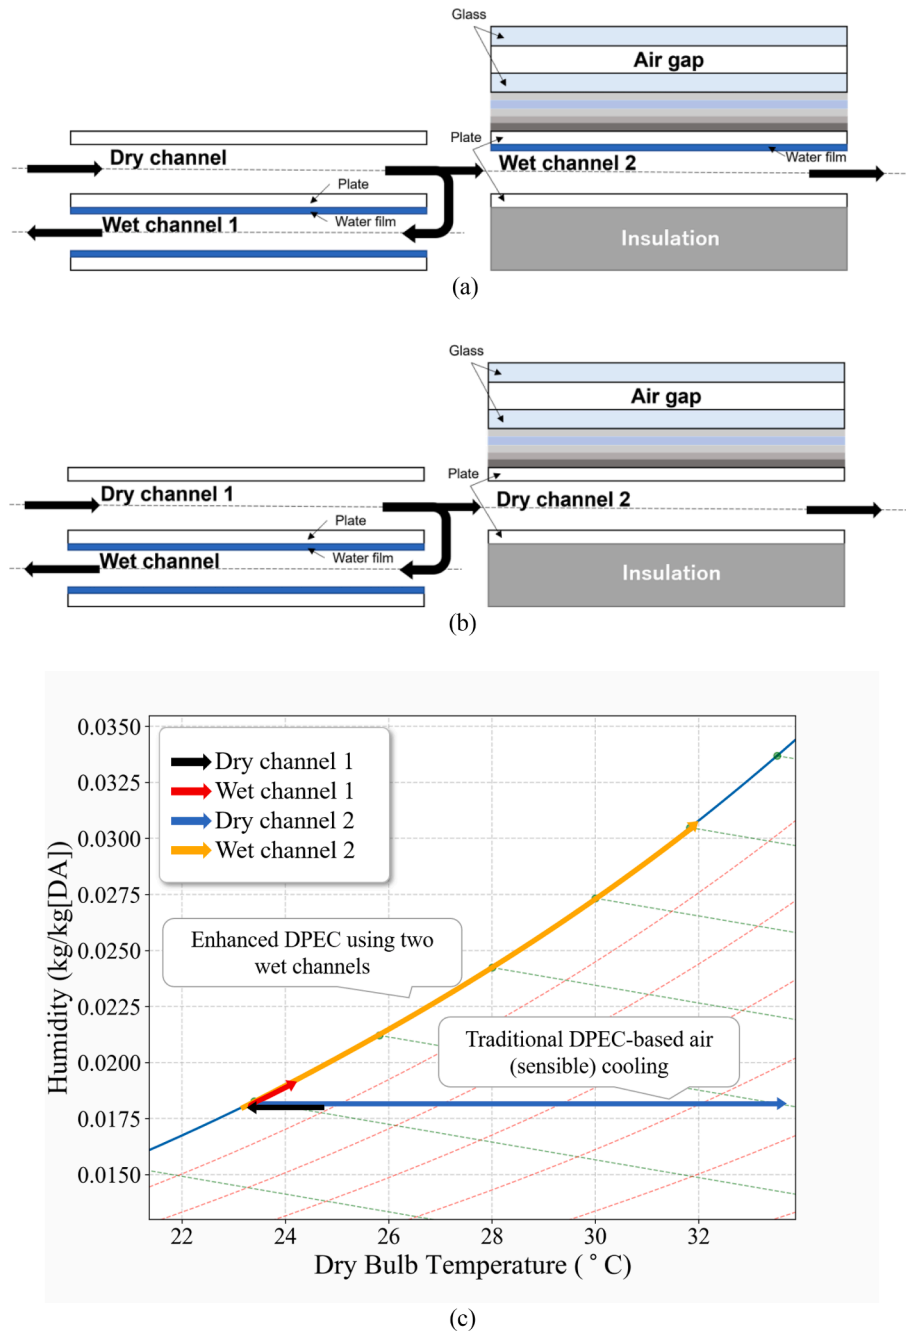 Glass
Air gap
Plate
Dry channel
Wet channel 2
Water film
Plate
Wet channel 1
Water film
Insulation
(a)
Glass
Air gap
Plate
Dry channel 1
Dry channel 2
Plate
Wet channel
Water film
Insulation
(b)
0.0350
0.0325
0.0300
0.0275
0.0250
0.0225
0.0200
0.0175
0.0150
Humidity (kg/kg[DA])
Dry channel 1
Wet channel 1
Dry channel 2
Wet channel 2
Enhanced DPEC using two
wet channels
Traditional DPEC-based air
(sensible) cooling
22 24 26 28 30 32
Dry Bulb Temperature ( °C)
(c)